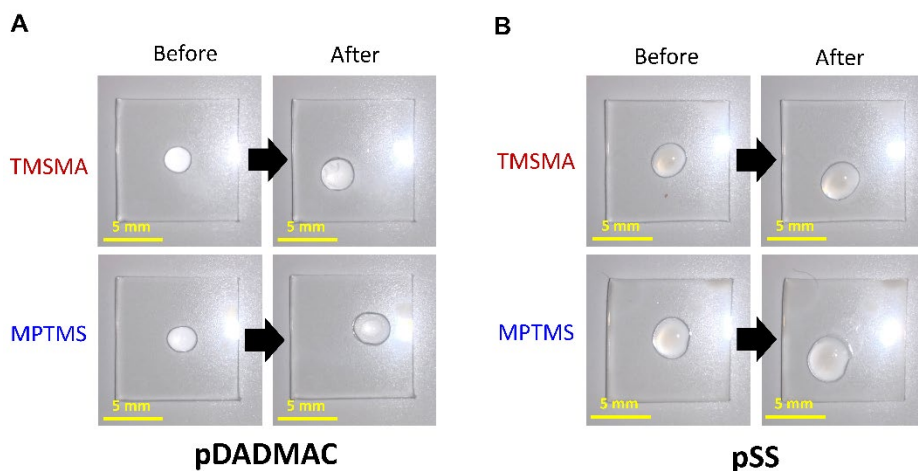 A
Before After
TMSMA
5 mm 5 mm
MPTMS
5 mm 5 mm
pDADMAC
B
Before After
TMSMA
5 mm 5 mm
MPTMS
5 mm 5 mm
pSS